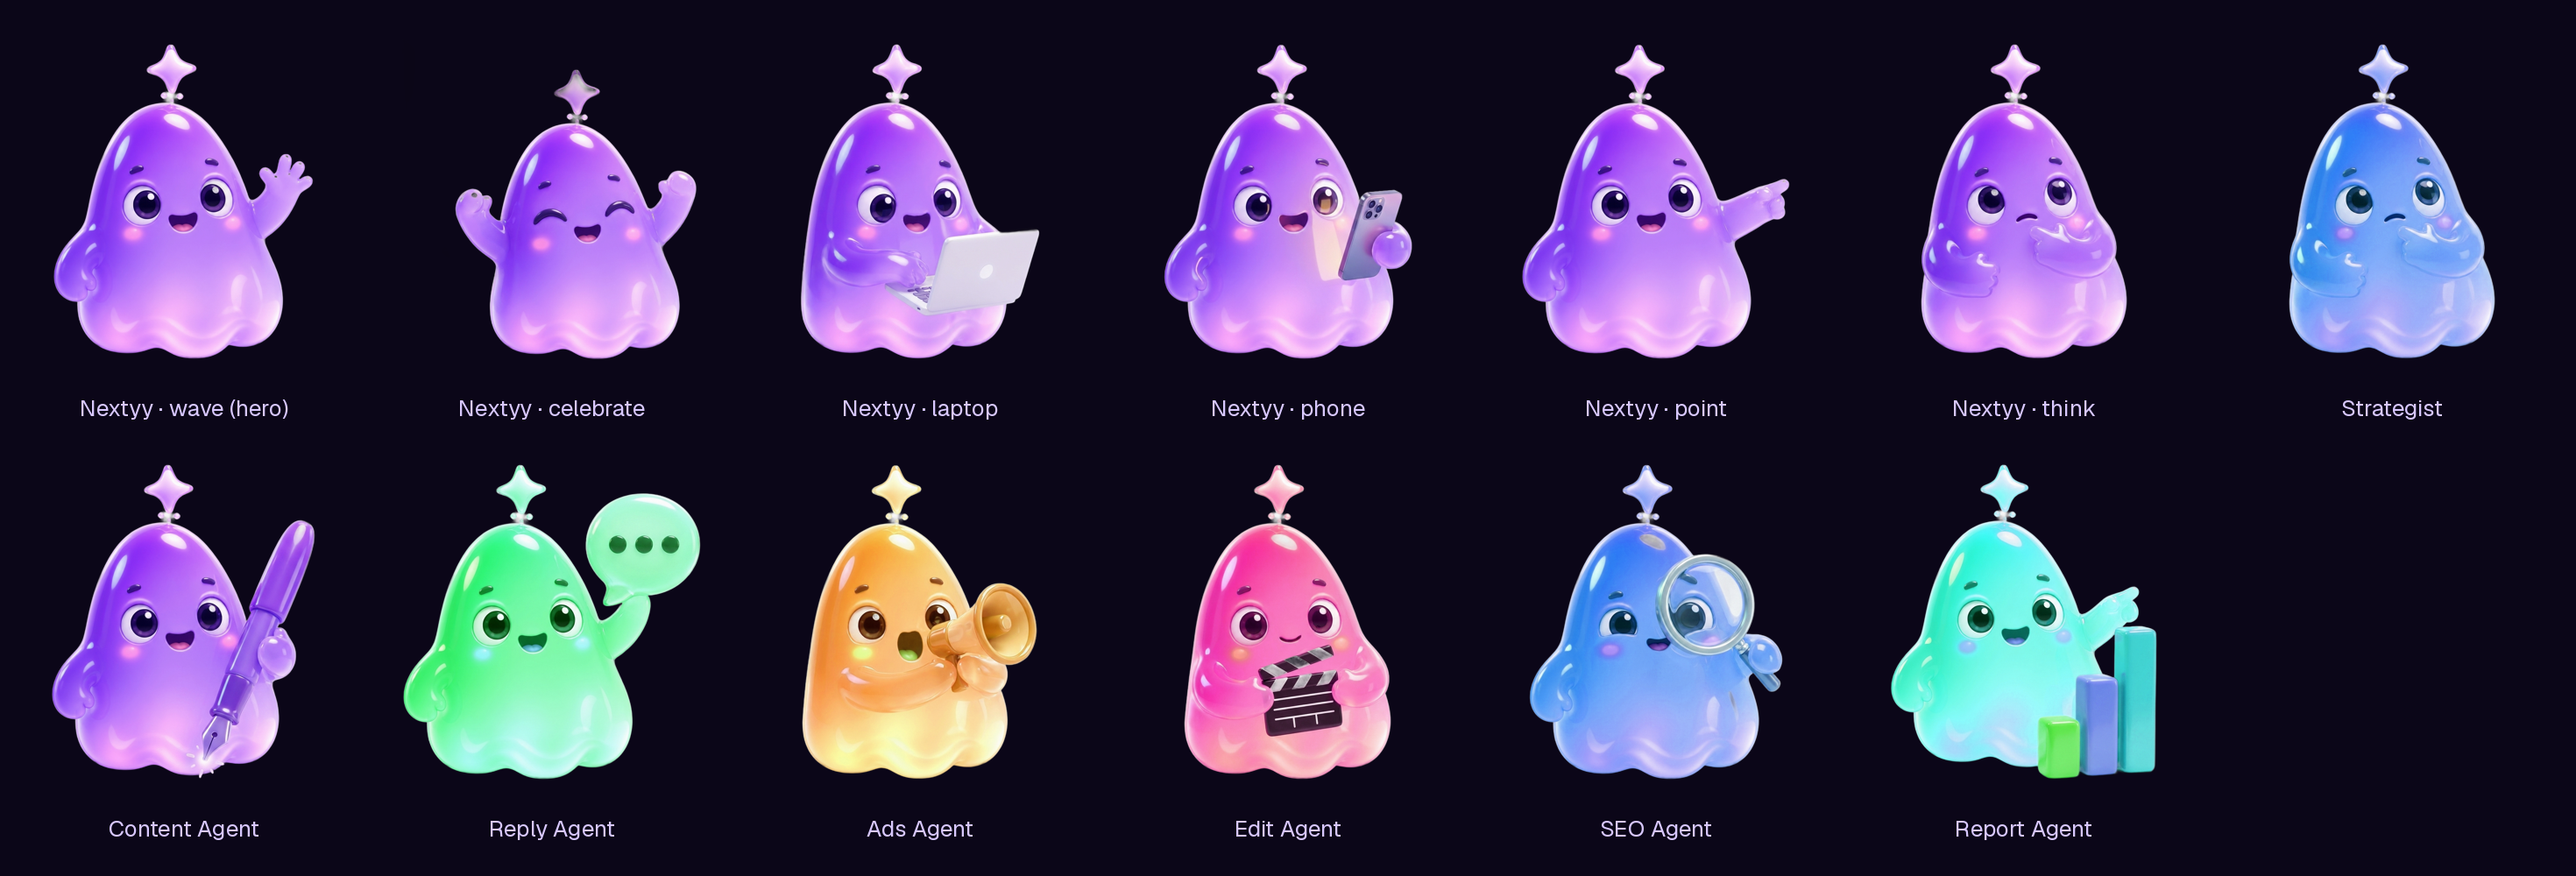 Nextyy · wave (hero)
Nextyy · celebrate
Nextyy · laptop
Nextyy · phone
Nextyy · point
Nextyy · think
Strategist
Content Agent
Reply Agent
Ads Agent
Edit Agent
SEO Agent
Report Agent